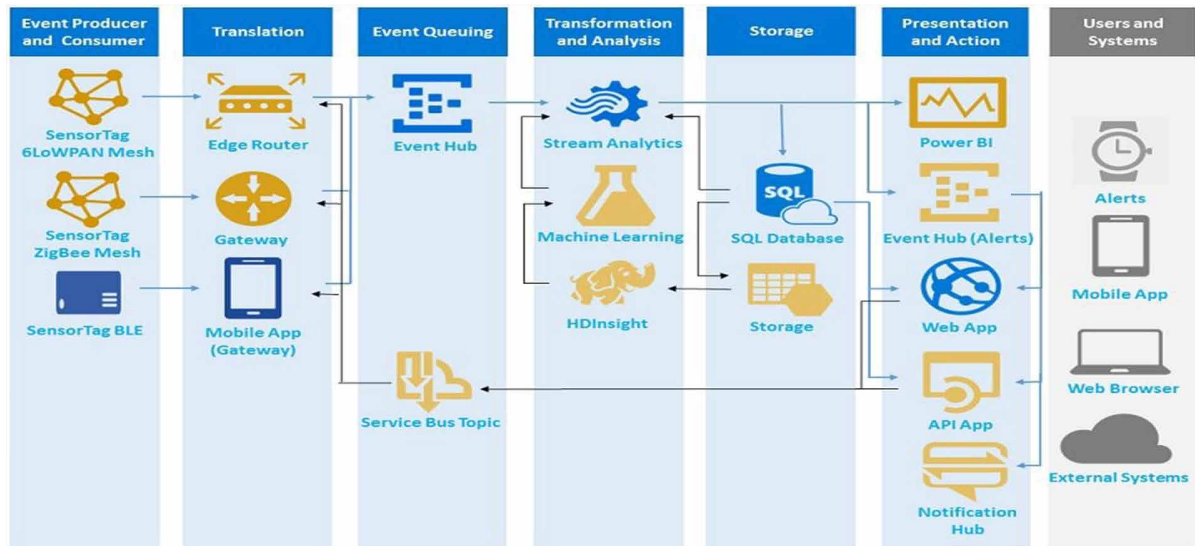 Event Producer
and Consumer
Translation
Event Queuing
Transformation
and Analysis
Storage
Presentation
and Action
Users and
Systems
SensorTag
6LoWPAN Mesh
Edge Router
Event Hub
Stream Analytics
Power BI
SensorTag
ZigBee Mesh
Gateway
Machine Learning
SQL
SQL Database
Event Hub (Alerts)
Alerts
SensorTag BLE
Mobile App
(Gateway)
HDInsight
Storage
Web App
Mobile App
Service Bus Topic
API App
Web Browser
Notification
Hub
External Systems